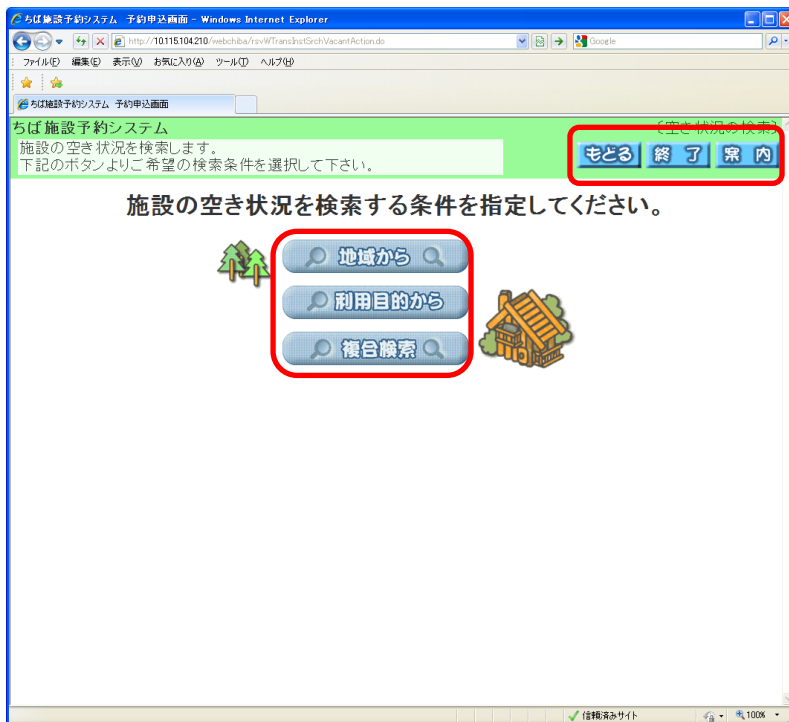 ちば施設予約システム 予約申込画面 - Windows Internet Explorer
http://10.115.104.210/webchiba/rsvWTransInstSrchVacantAction.do
Google
ファイル(F) 編集(E) 表示(V) お気に入り(A) ツール(T) ヘルプ(H)
ちば施設予約システム 予約申込画面
ちば施設予約システム
[空き状況の検索]
施設の空き状況を検索します。
下記のボタンよりご希望の検索条件を選択して下さい。
もどる 終了 案内
施設の空き状況を検索する条件を指定してください。
地域から
利用目的から
複合検索
信頼済みサイト
100%